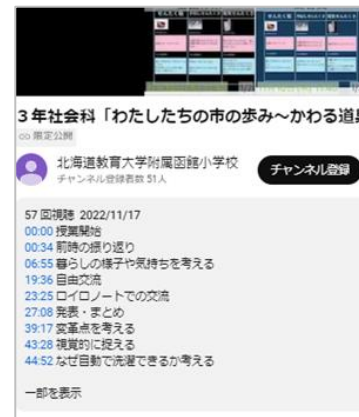 3年社会科「わたしたちの市の歩み～かわる道
限定公開
北海道教育大学附属函館小学校
チャンネル登録者数 51人
チャンネル登録
57 回視聴 2022/11/17
00:00 授業開始
00:34 前時の振り返り
06:55 暮らしの様子や気持ちを考える
19:36 自由交流
23:25 ロイロノートでの交流
27:08 発表・まとめ
39:17 変革点を考える
43:28 視覚的に捉える
44:52 なぜ自動で洗濯できるか考える
一部を表示